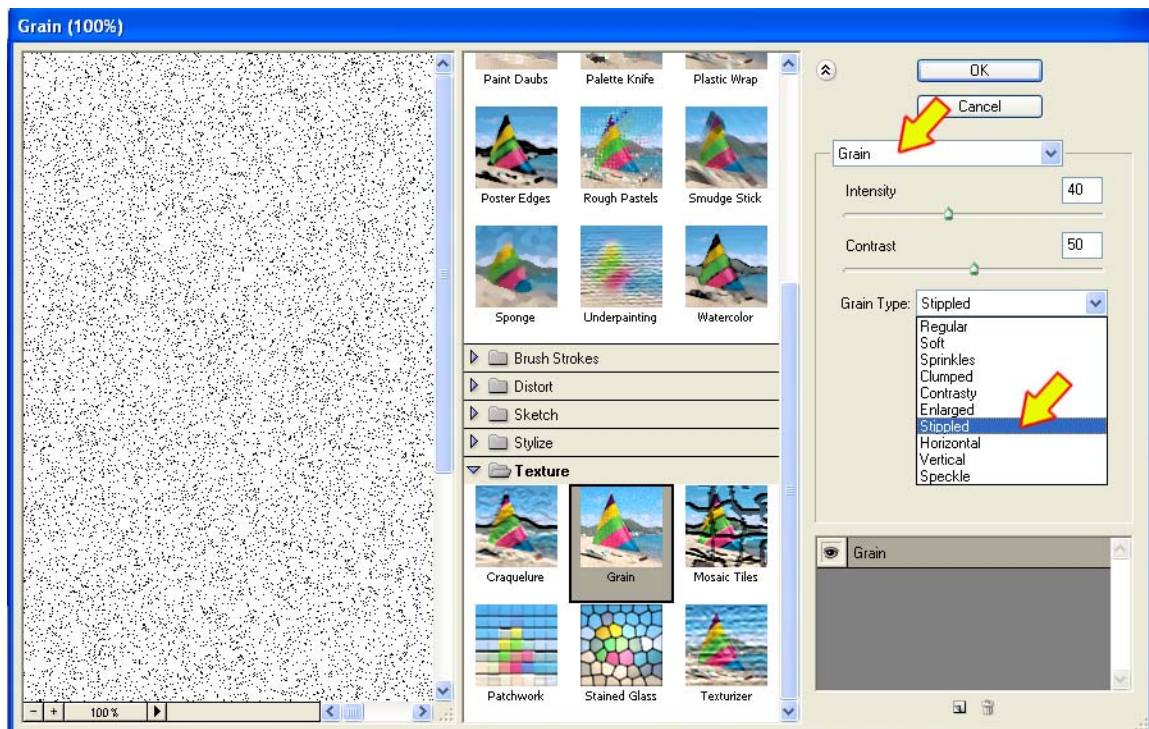 Grain (100%)
Paint Daubs Palette Knife Plastic Wrap
Poster Edges Rough Pastels Smudge Stick
Sponge Underpainting Watercolor
Brush Strokes
Distort
Sketch
Stylize
Texture
Craquelure Grain Mosaic Tiles
Patchwork Stained Glass Texturizer
- + 100%
OK
Cancel
Grain
Intensity 40
Contrast 50
Grain Type: Stippled
Regular
Soft
Sprinkles
Clumped
Contrasty
Enlarged
Stippled
Horizontal
Vertical
Speckle
Grain